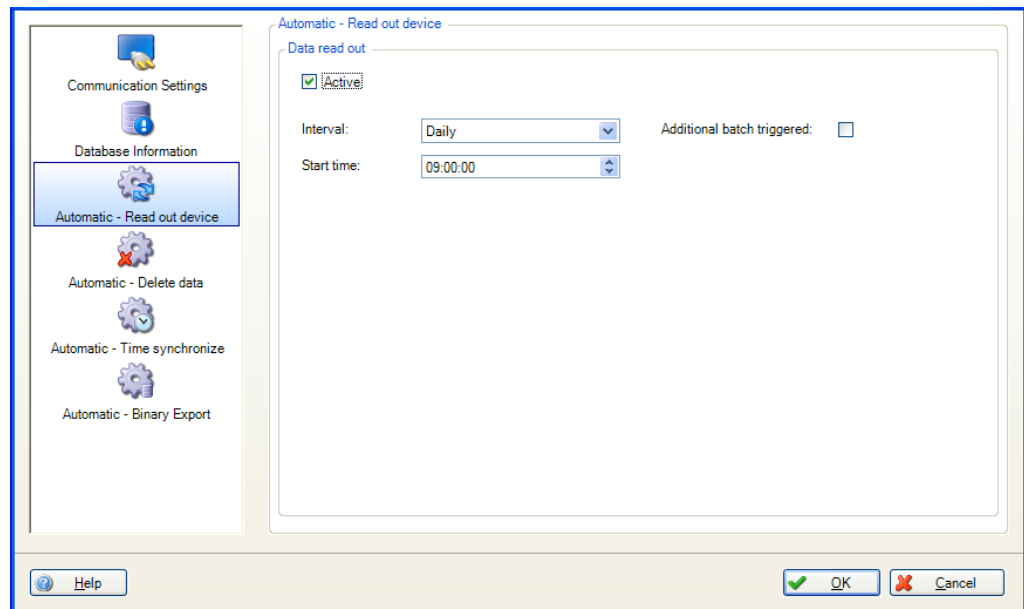 Communication Settings
Database Information
Automatic - Read out device
Automatic - Delete data
Automatic - Time synchronize
Automatic - Binary Export
Automatic - Read out device
Data read out
Active
Interval: Daily Additional batch triggered:
Start time: 09:00:00
Help OK Cancel